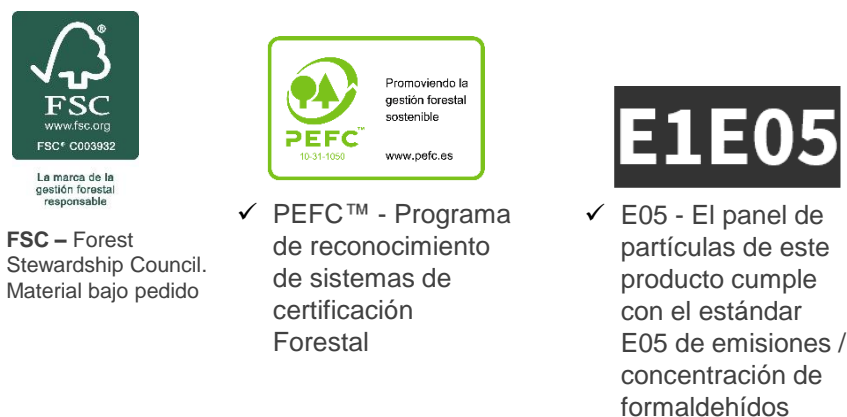 FSC
www.fsc.org
FSC® C003932
La marca de la
gestión forestal
responsable
FSC – Forest
Stewardship Council.
Material bajo pedido
PEFC™
10-31-1050
Promoviendo la
gestión forestal
sostenible
www.pefc.es
✓ PEFC™ - Programa
de reconocimiento
de sistemas de
certificación
Forestal
E1E05
✓ E05 - El panel de
partículas de este
producto cumple
con el estándar
E05 de emisiones /
concentración de
formaldehídos